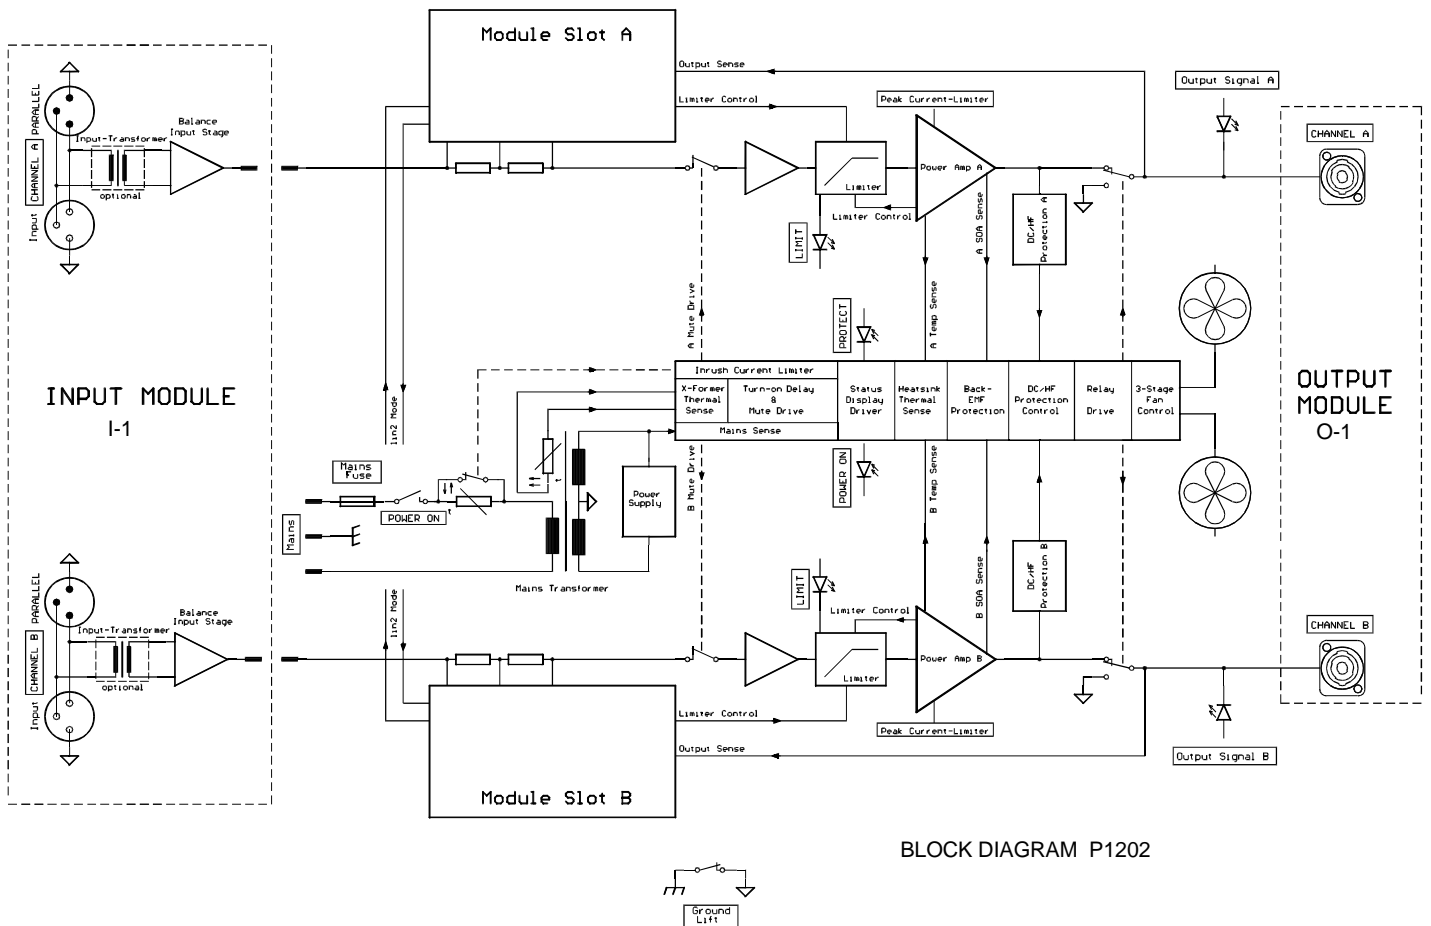 Module Slot A
Output Sense
Limiter Control
Peak Current-Limiter
Output Signal A
CHANNEL A
PARALLEL
CHANNEL A
Input
Input-Transformer
optional
Balance
Input Stage
Limiter
Power Amp A
Limiter Control
LIMIT
A SOA Sense
DC/HF
Protection A
A Mute Drive
PROTECT
A Temp Sense
INPUT MODULE
I-1
1in2 Mode
Inrush Current Limiter
X-Former
Thermal
Sense
Turn-on Delay
&
Mute Drive
Mains Sense
Status
Display
Driver
Heatsink
Thermal
Sense
Back-
EMF
Protection
DC/HF
Protection
Control
Relay
Drive
3-Stage
Fan
Control
OUTPUT
MODULE
O-1
Mains
Fuse
POWER ON
t
t
Mains
Mains Transformer
Power
Supply
B Mute Drive
POWER ON
B Temp Sense
1in2 Mode
PARALLEL
CHANNEL B
Input
Input-Transformer
optional
Balance
Input Stage
LIMIT
Limiter Control
B SOA Sense
DC/HF
Protection B
Limiter
Power Amp B
CHANNEL B
Limiter Control
Peak Current-Limiter
Output Sense
Output Signal B
Module Slot B
BLOCK DIAGRAM P1202
Ground
Lift